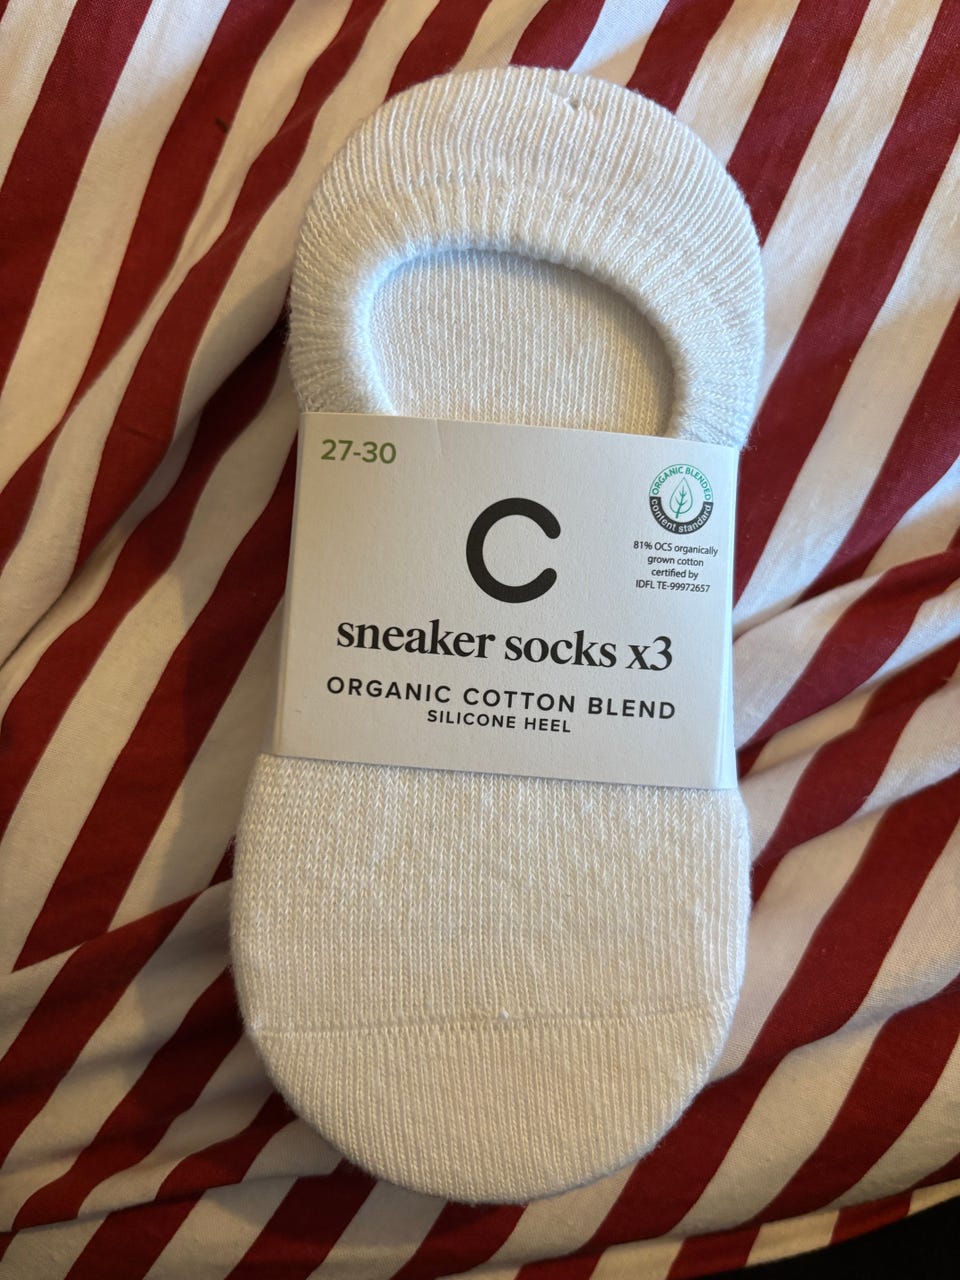 27-30
ORGANIC BLENDED
content standard
81% OCS organically
grown cotton
certified by
IDFL TE-99972657
C
sneaker socks x3
ORGANIC COTTON BLEND
SILICONE HEEL